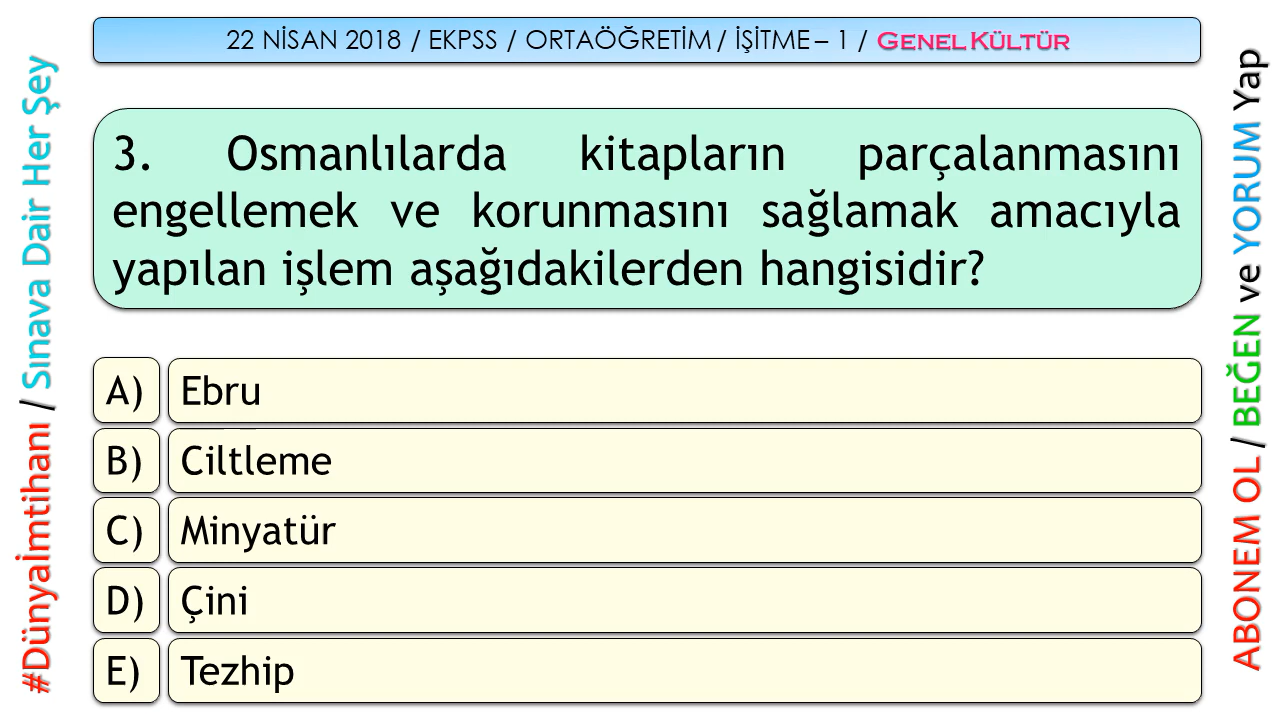 22 NİSAN 2018 / EKPSS / ORTAÖĞRETİM / İŞİTME – 1 / GENEL KÜLTÜR
3. Osmanlılarda kitapların parçalanmasını
engellemek ve korunmasını sağlamak amacıyla
yapılan işlem aşağıdakilerden hangisidir?
A) Ebru
B) Ciltleme
C) Minyatür
D) Çini
E) Tezhip
#Dünyaİmtihanı / Sınava Dair Her Şey
ABONEM OL / BEĞEN ve YORUM Yap